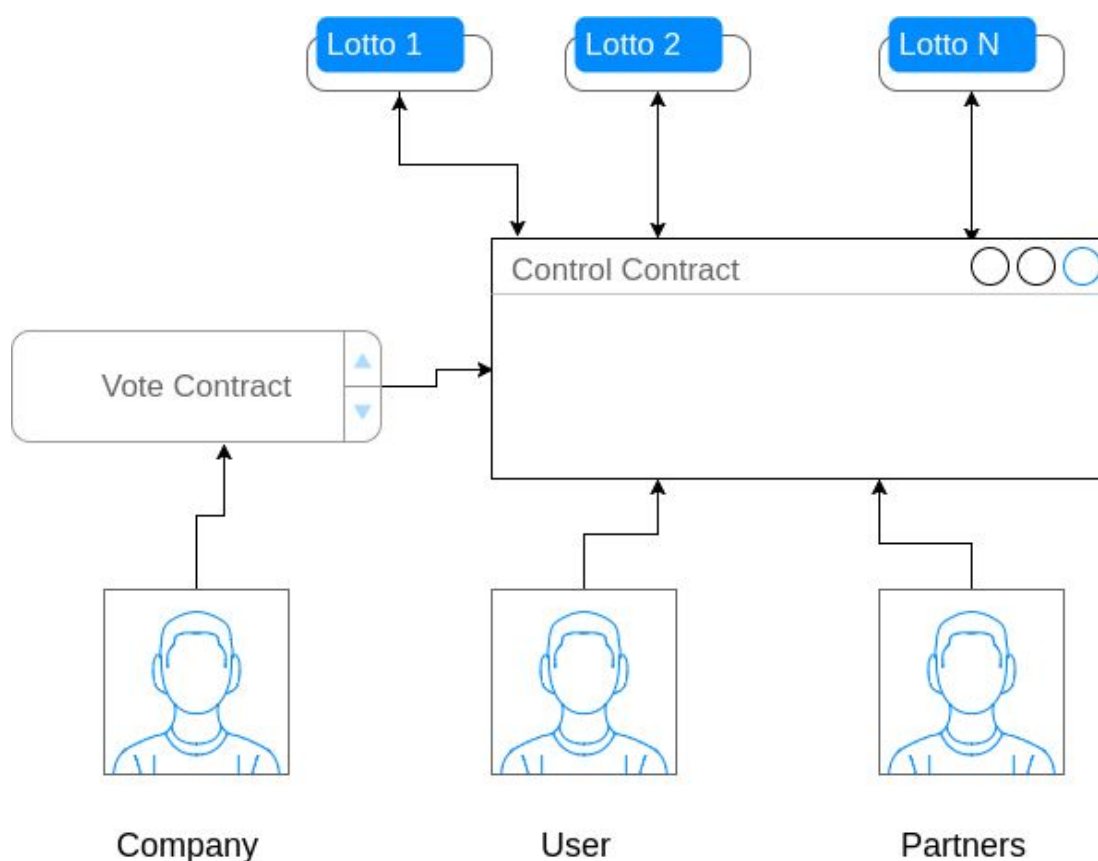 Lotto 1
Lotto 2
Lotto N
Control Contract
Vote Contract
Company
User
Partners